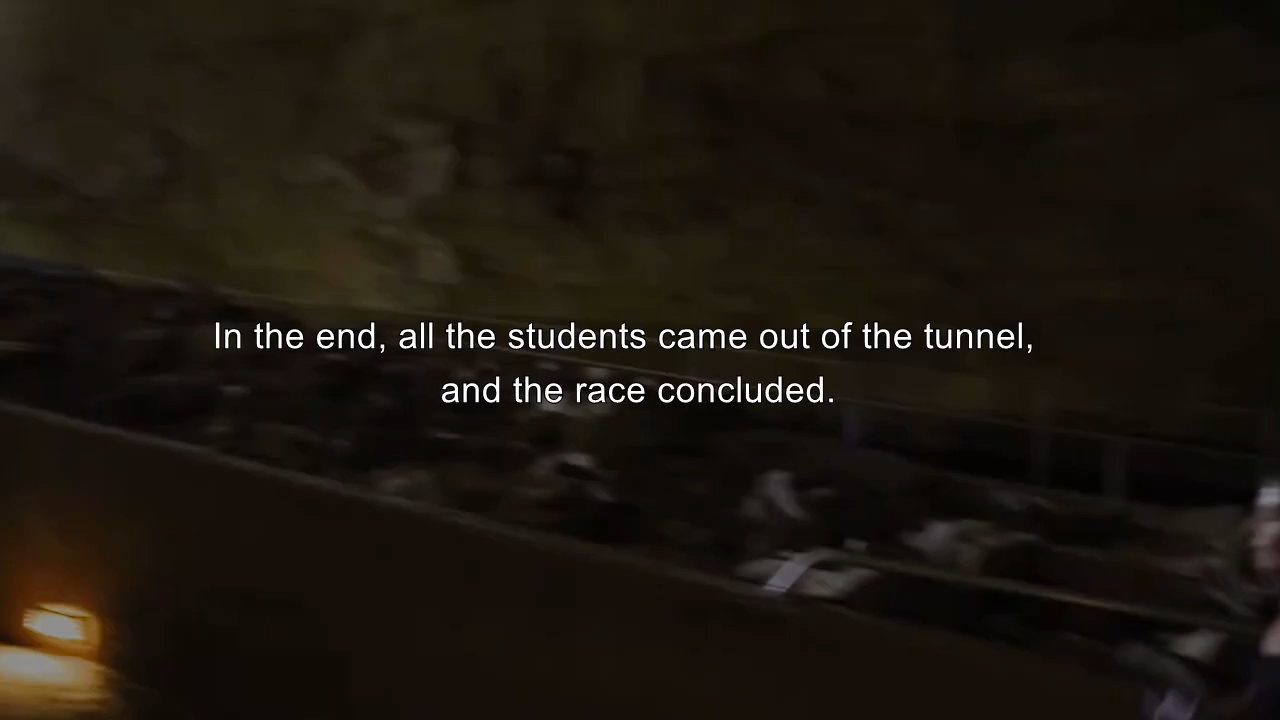 In the end, all the students came out of the tunnel,
and the race concluded.